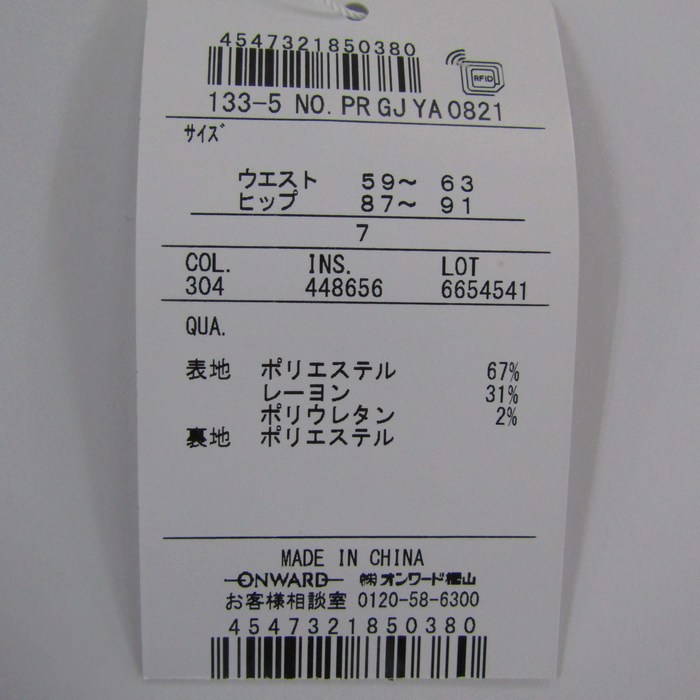 4547321850380
RFID
133-5 NO. PRGJYA0821
ｻｲｽﾞ
ウエスト 59～ 63
ヒップ 87～ 91
7
COL. INS. LOT
304 448656 6654541
QUA.
表地 ポリエステル 67%
レーヨン 31%
ポリウレタン 2%
裏地 ポリエステル
MADE IN CHINA
ONWARD ㈱オンワード樫山
お客様相談室 0120-58-6300
4547321850380